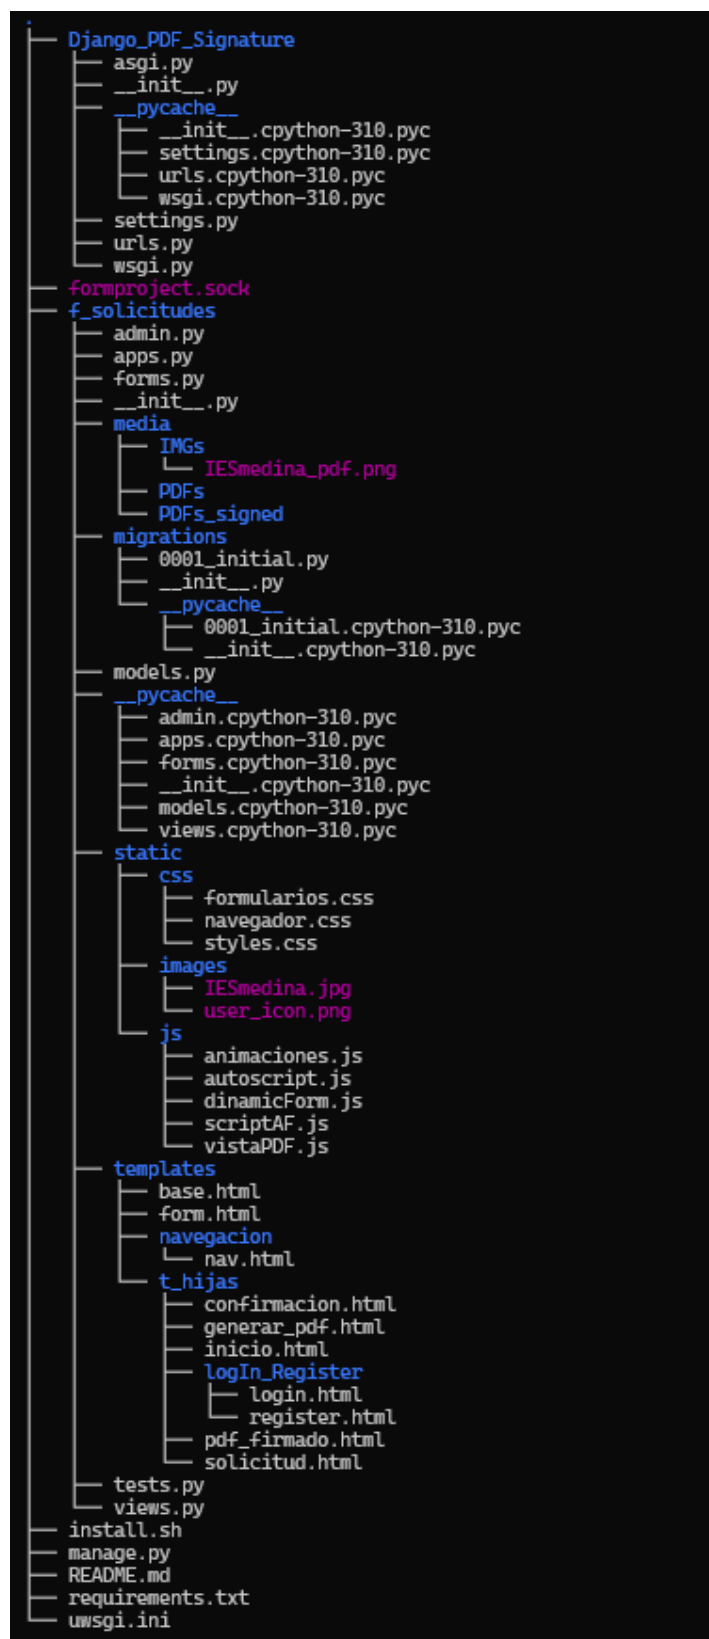 .
├── Django_PDF_Signature
│   ├── asgi.py
│   ├── __init__.py
│   ├── __pycache__
│   │   ├── __init__.cpython-310.pyc
│   │   ├── settings.cpython-310.pyc
│   │   ├── urls.cpython-310.pyc
│   │   └── wsgi.cpython-310.pyc
│   ├── settings.py
│   ├── urls.py
│   └── wsgi.py
├── formproject.sock
├── f_solicitudes
│   ├── admin.py
│   ├── apps.py
│   ├── forms.py
│   ├── __init__.py
│   ├── media
│   │   ├── IMGs
│   │   │   └── IESmedina_pdf.png
│   │   ├── PDFs
│   │   └── PDFs_signed
│   ├── migrations
│   │   ├── 0001_initial.py
│   │   ├── __init__.py
│   │   └── __pycache__
│   │       ├── 0001_initial.cpython-310.pyc
│   │       └── __init__.cpython-310.pyc
│   ├── models.py
│   ├── __pycache__
│   │   ├── admin.cpython-310.pyc
│   │   ├── apps.cpython-310.pyc
│   │   ├── forms.cpython-310.pyc
│   │   ├── __init__.cpython-310.pyc
│   │   ├── models.cpython-310.pyc
│   │   └── views.cpython-310.pyc
│   ├── static
│   │   ├── css
│   │   │   ├── formularios.css
│   │   │   ├── navegador.css
│   │   │   └── styles.css
│   │   ├── images
│   │   │   ├── IESmedina.jpg
│   │   │   └── user_icon.png
│   │   └── js
│   │       ├── animaciones.js
│   │       ├── autoscript.js
│   │       ├── dinamicForm.js
│   │       ├── scriptAF.js
│   │       └── vistaPDF.js
│   ├── templates
│   │   ├── base.html
│   │   ├── form.html
│   │   ├── navegacion
│   │   │   └── nav.html
│   │   └── t_hijas
│   │       ├── confirmacion.html
│   │       ├── generar_pdf.html
│   │       ├── inicio.html
│   │       ├── logIn_Register
│   │       │   ├── login.html
│   │       │   └── register.html
│   │       ├── pdf_firmado.html
│   │       └── solicitud.html
│   ├── tests.py
│   └── views.py
├── install.sh
├── manage.py
├── README.md
├── requirements.txt
└── uwsgi.ini